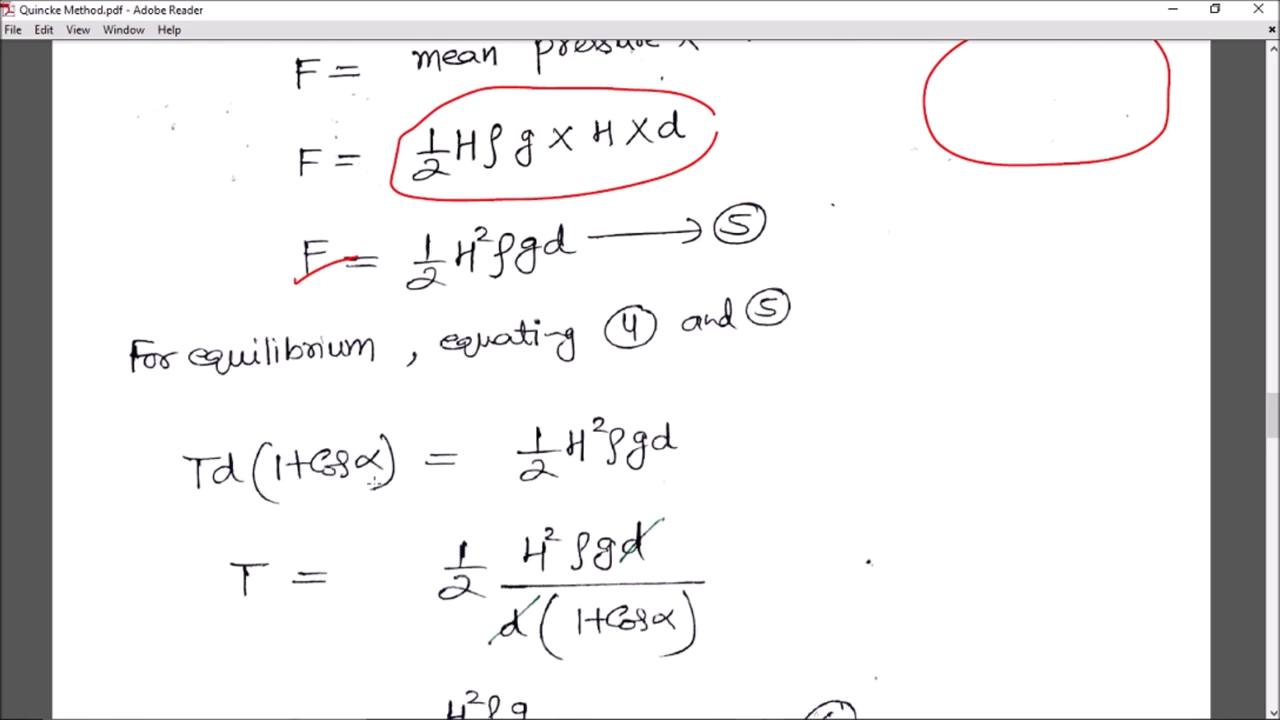 Quincke Method.pdf - Adobe Reader
File Edit View Window Help
F = mean pressure ×
F = 1/2 Hρg × H × d
F = 1/2 H²ρgd → ⑤
For equilibrium, equating ④ and ⑤
Td(1+Cosα) = 1/2 H²ρgd
T = 1/2 H²ρgd / d(1+Cosα)
H²ρg